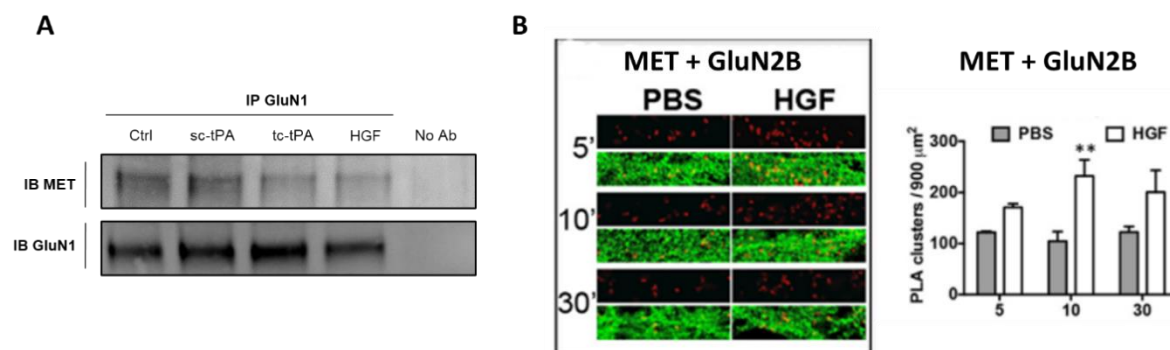 A
IP GluN1
Ctrl sc-tPA tc-tPA HGF No Ab
IB MET
IB GluN1
B
MET + GluN2B
PBS HGF
5'
10'
30'
MET + GluN2B
PBS HGF
**
300
200
100
0
PLA clusters / 900 μm²
5 10 30